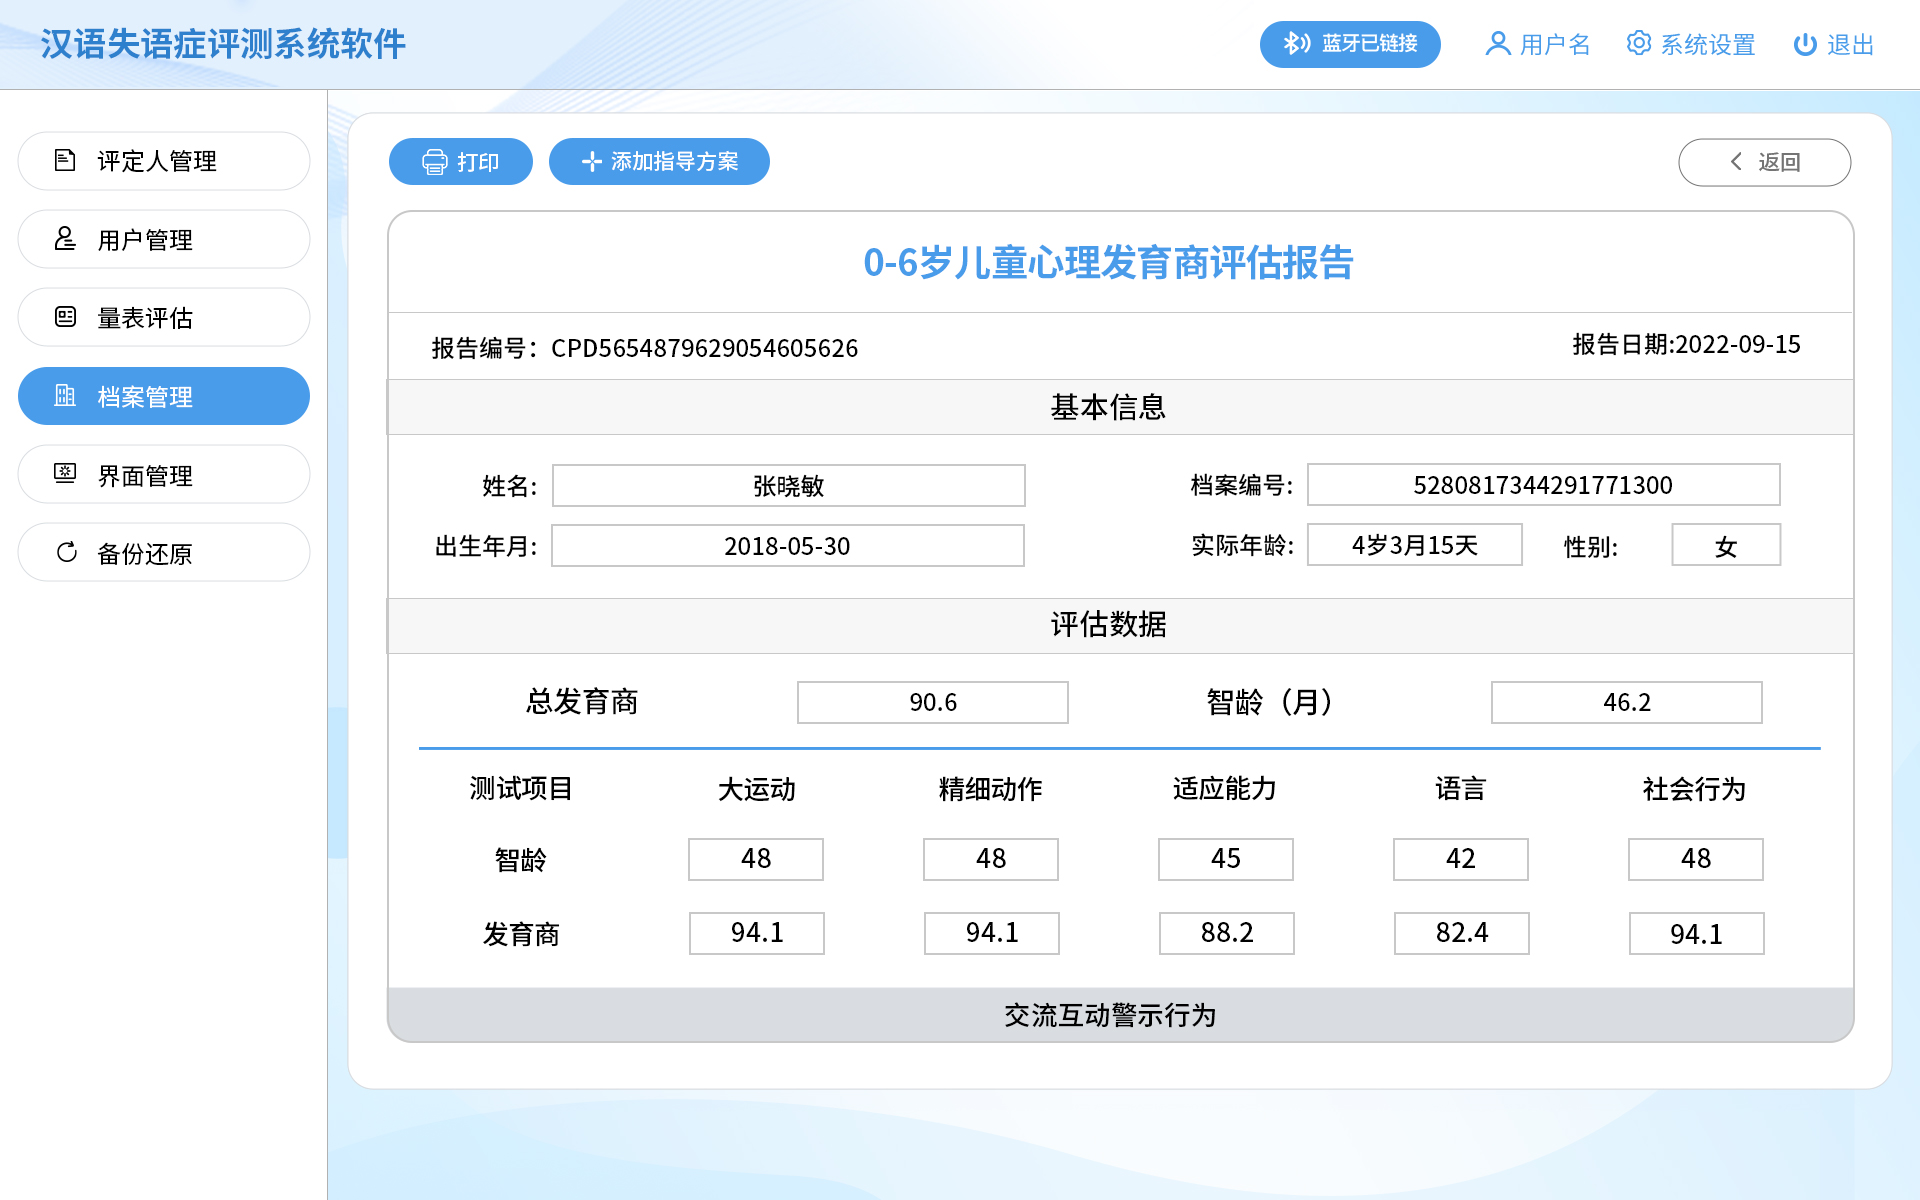 汉语失语症评测系统软件
蓝牙已链接
用户名
系统设置
退出
评定人管理
用户管理
量表评估
档案管理
界面管理
备份还原
打印
添加指导方案
返回
0-6岁儿童心理发育商评估报告
报告编号：CPD5654879629054605626
报告日期:2022-09-15
基本信息
姓名: 张晓敏
档案编号: 5280817344291771300
出生年月: 2018-05-30
实际年龄: 4岁3月15天 性别: 女
评估数据
总发育商 90.6 智龄（月） 46.2
测试项目 大运动 精细动作 适应能力 语言 社会行为
智龄 48 48 45 42 48
发育商 94.1 94.1 88.2 82.4 94.1
交流互动警示行为